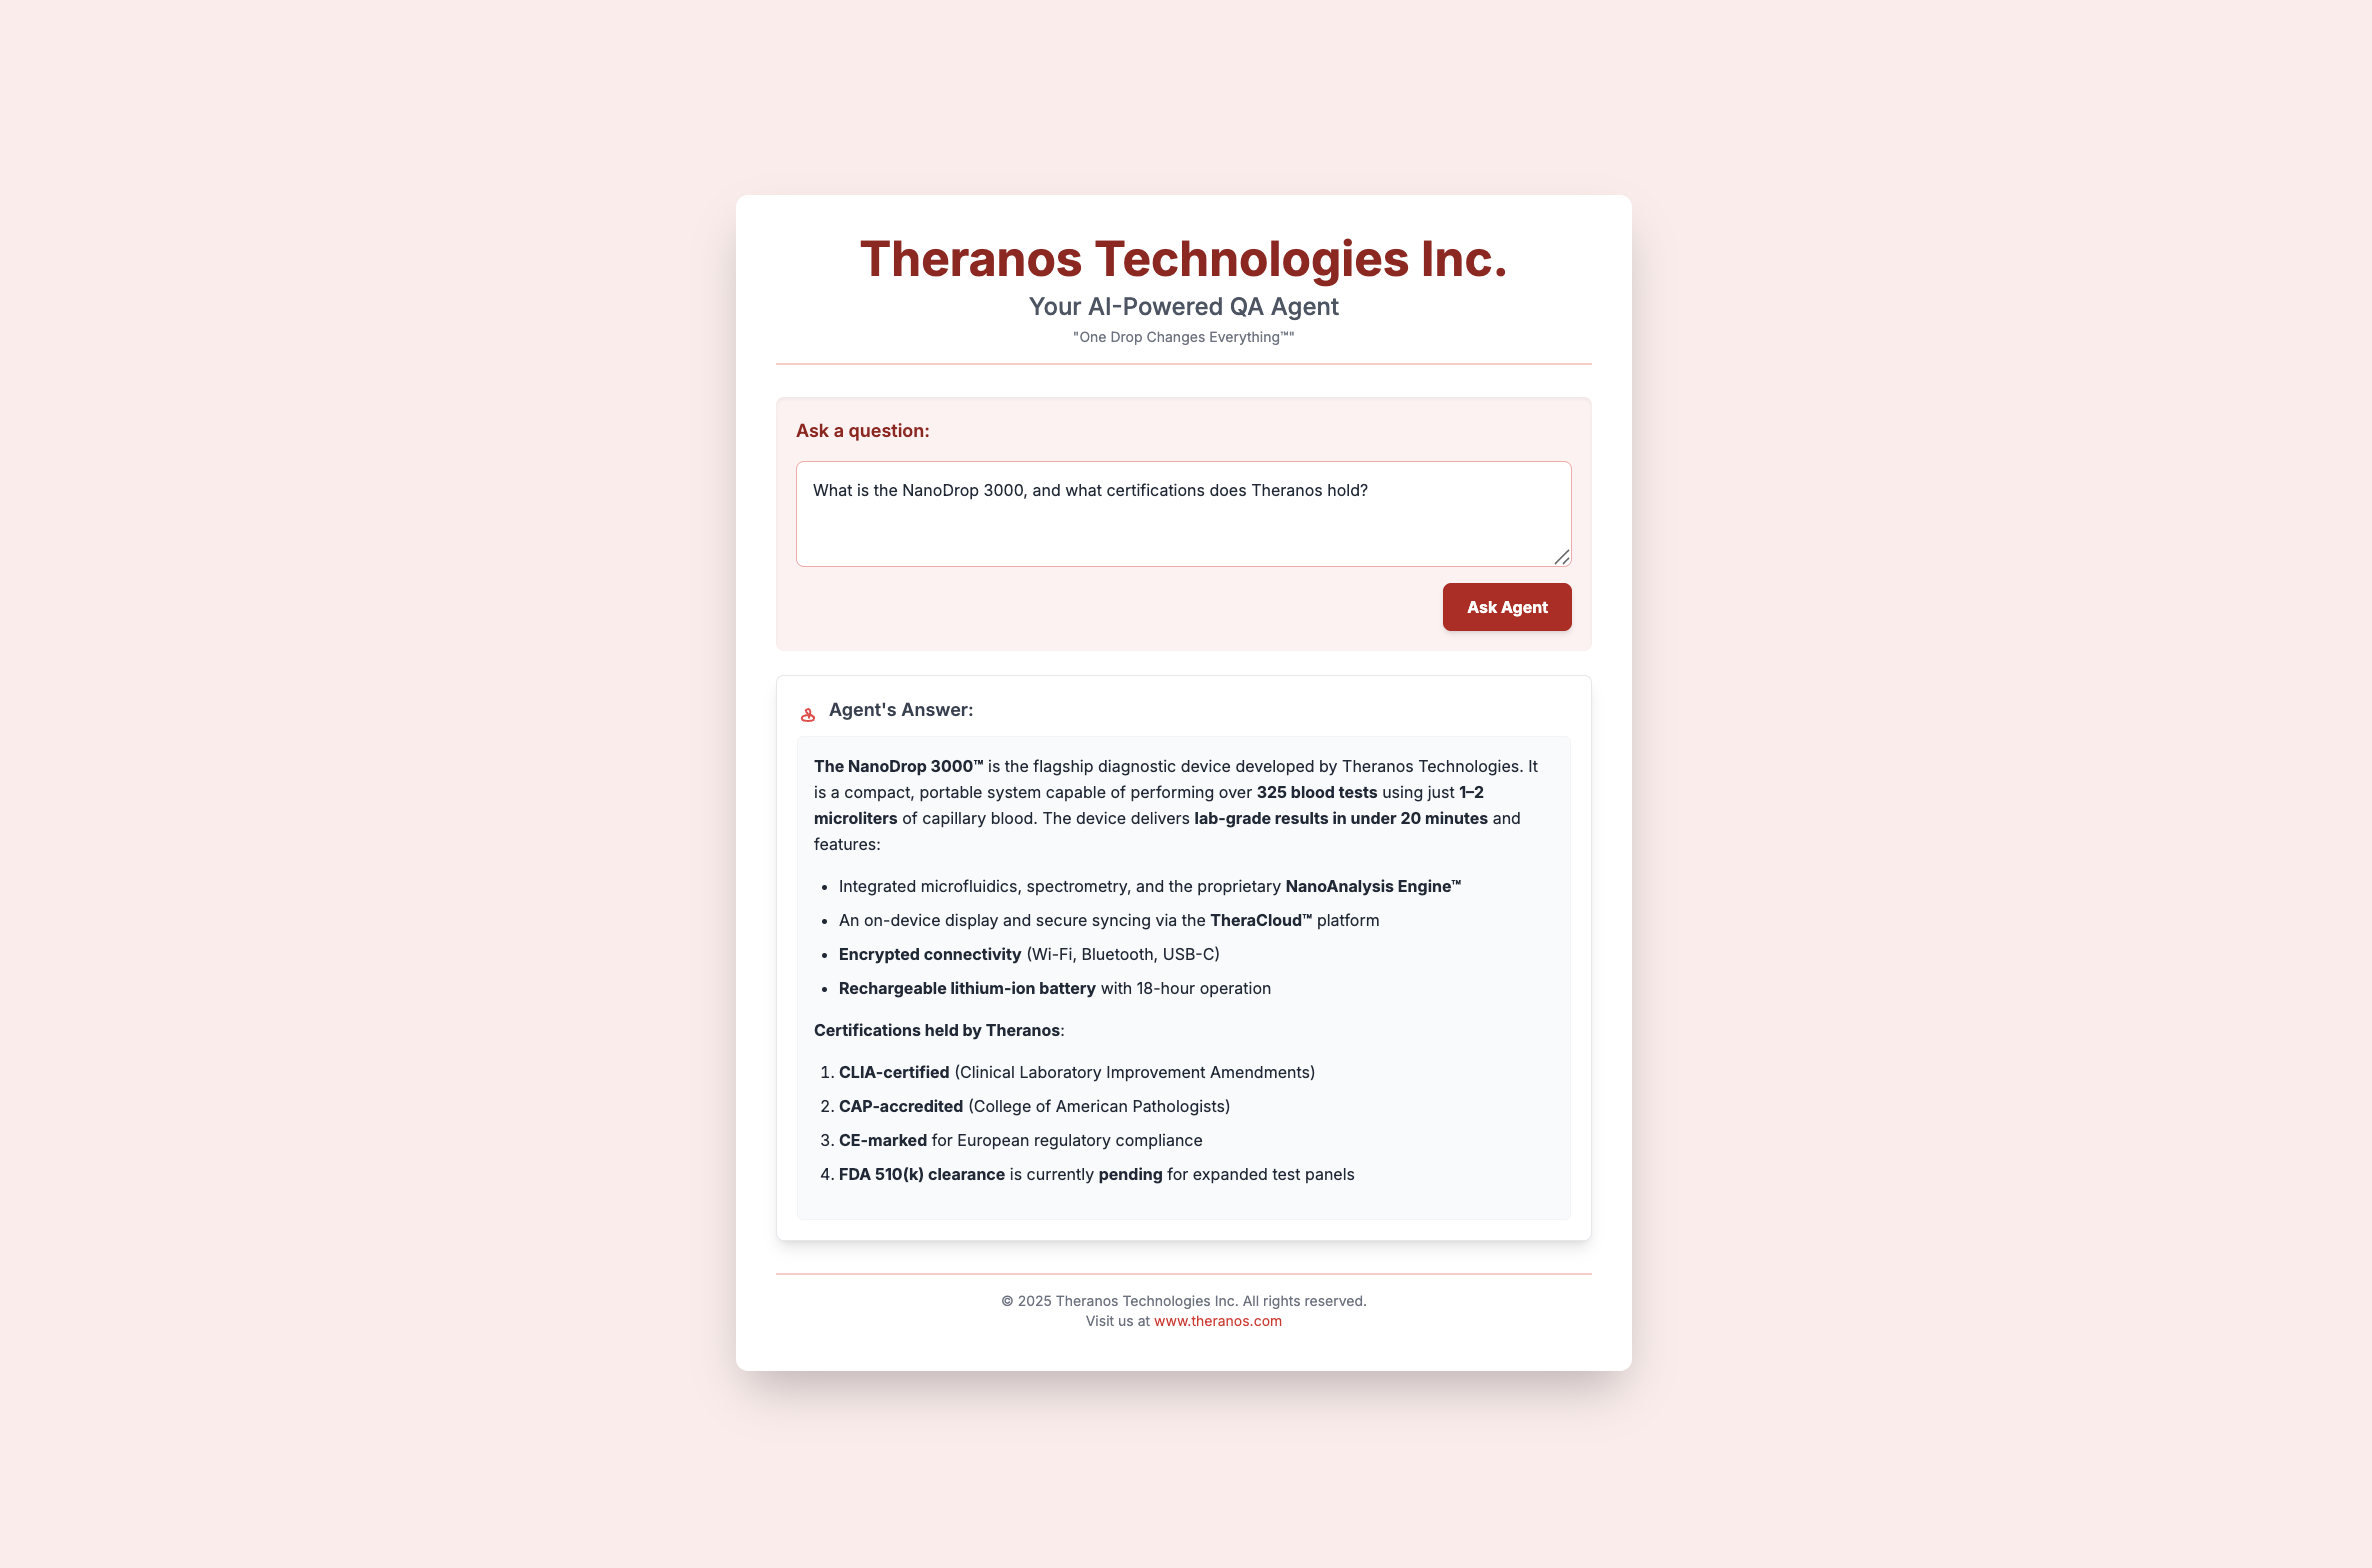 Theranos Technologies Inc.
Your AI-Powered QA Agent
"One Drop Changes Everything™"
Ask a question:
What is the NanoDrop 3000, and what certifications does Theranos hold?
Ask Agent
Agent's Answer:
The NanoDrop 3000™ is the flagship diagnostic device developed by Theranos Technologies. It
is a compact, portable system capable of performing over 325 blood tests using just 1–2
microliters of capillary blood. The device delivers lab-grade results in under 20 minutes and
features:
• Integrated microfluidics, spectrometry, and the proprietary NanoAnalysis Engine™
• An on-device display and secure syncing via the TheraCloud™ platform
• Encrypted connectivity (Wi-Fi, Bluetooth, USB-C)
• Rechargeable lithium-ion battery with 18-hour operation
Certifications held by Theranos:
1. CLIA-certified (Clinical Laboratory Improvement Amendments)
2. CAP-accredited (College of American Pathologists)
3. CE-marked for European regulatory compliance
4. FDA 510(k) clearance is currently pending for expanded test panels
© 2025 Theranos Technologies Inc. All rights reserved.
Visit us at www.theranos.com